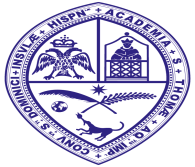 CONV · S · DOMINICI + INSVLÆ · HISPN · ACADEMIA + S + THOME · AQ · IMP